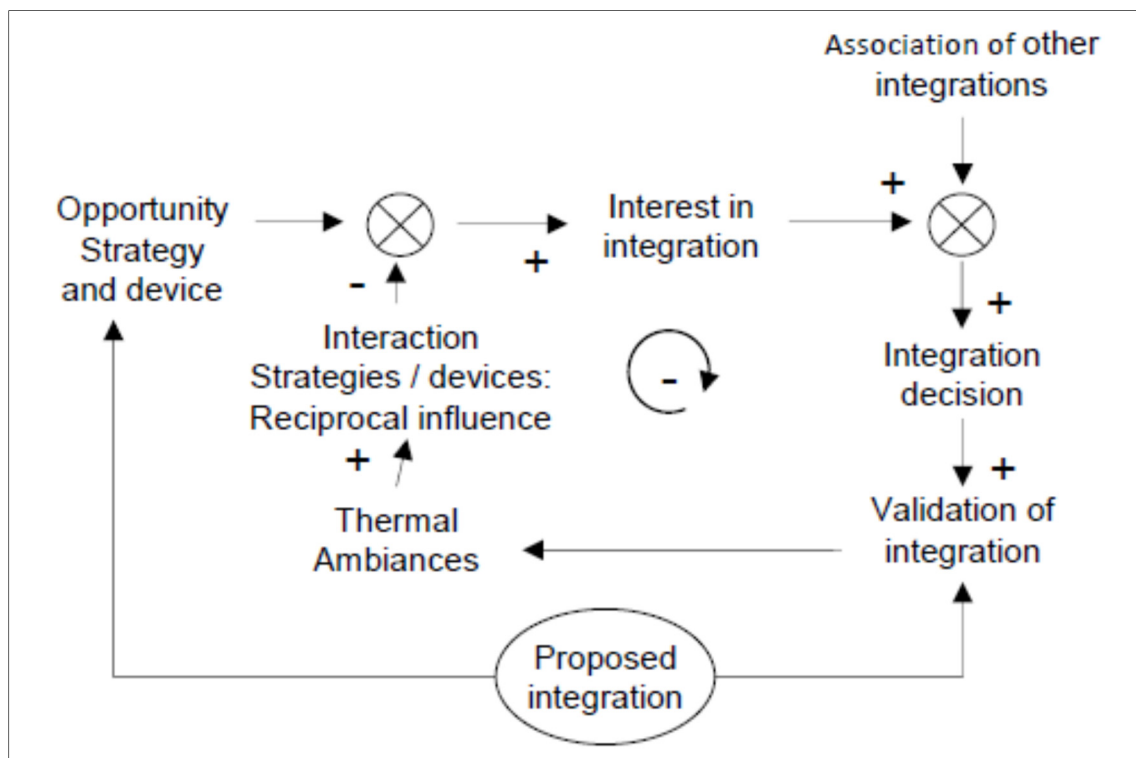 Association of other
integrations
+
Opportunity
Strategy
and device
Interest in
integration
+
-
+
Interaction
Strategies / devices:
Reciprocal influence
-
Integration
decision
+
+
Thermal
Ambiances
Validation of
integration
Proposed
integration